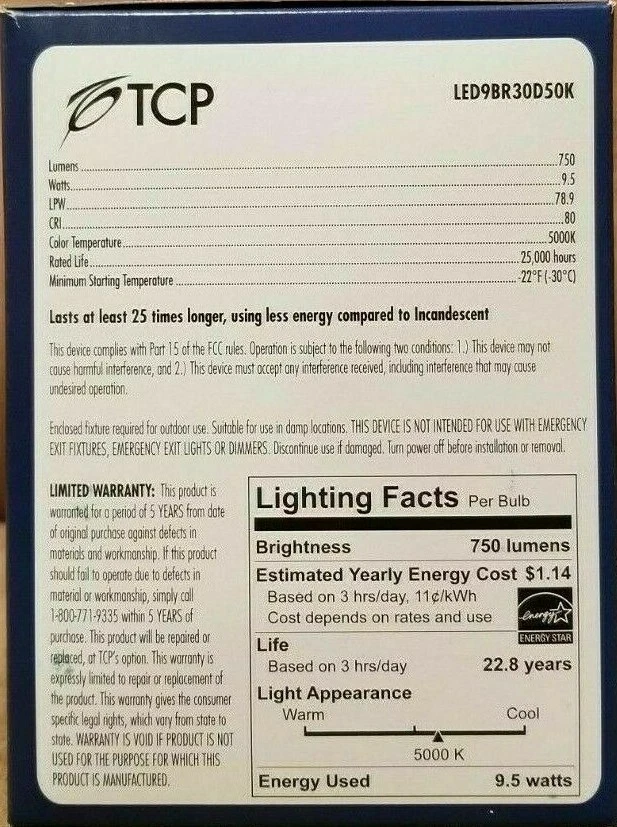 TCP
LED9BR30D50K
Lumens 750
Watts 9.5
LPW 78.9
CRI 80
Color Temperature 5000K
Rated Life 25,000 hours
Minimum Starting Temperature -22°F (-30°C)
Lasts at least 25 times longer, using less energy compared to Incandescent
This device complies with Part 15 of the FCC rules. Operation is subject to the following two conditions: 1.) This device may not
cause harmful interference, and 2.) This device must accept any interference received, including interference that may cause
undesired operation.
Enclosed fixture required for outdoor use. Suitable for use in damp locations. THIS DEVICE IS NOT INTENDED FOR USE WITH EMERGENCY
EXIT FIXTURES, EMERGENCY EXIT LIGHTS OR DIMMERS. Discontinue use if damaged. Turn power off before installation or removal.
LIMITED WARRANTY: This product is
warranted for a period of 5 YEARS from date
of original purchase against defects in
materials and workmanship. If this product
should fail to operate due to defects in
material or workmanship, simply call
1-800-771-9335 within 5 YEARS of
purchase. This product will be repaired or
replaced, at TCP's option. This warranty is
expressly limited to repair or replacement of
the product. This warranty gives the consumer
specific legal rights, which vary from state to
state. WARRANTY IS VOID IF PRODUCT IS NOT
USED FOR THE PURPOSE FOR WHICH THIS
PRODUCT IS MANUFACTURED.
Lighting Facts Per Bulb
Brightness 750 lumens
Estimated Yearly Energy Cost $1.14
Based on 3 hrs/day, 11¢/kWh
Cost depends on rates and use
energy
ENERGY STAR
Life
Based on 3 hrs/day 22.8 years
Light Appearance
Warm Cool
5000 K
Energy Used 9.5 watts